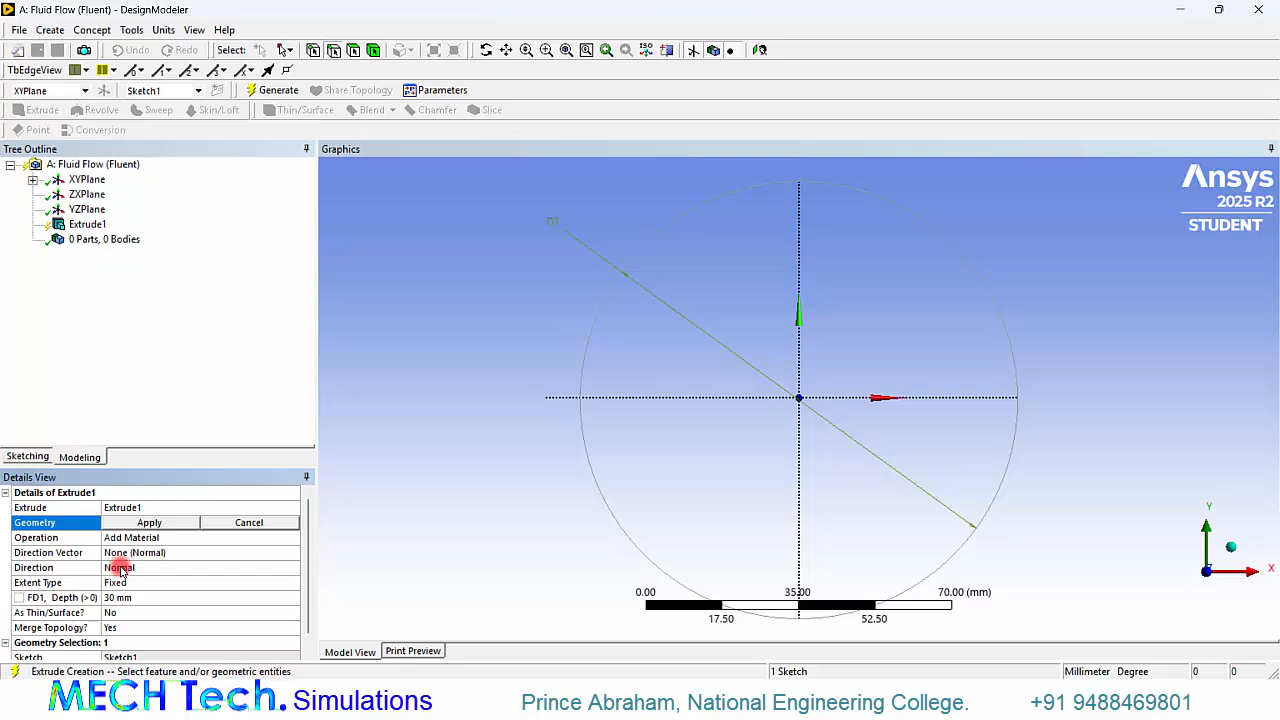 A: Fluid Flow (Fluent) - DesignModeler
File Create Concept Tools Units View Help
Undo Redo Select:
TbEdgeView
XYPlane Sketch1 Generate Share Topology Parameters
Extrude Revolve Sweep Skin/Loft Thin/Surface Blend Chamfer Slice
Point Conversion
Tree Outline
A: Fluid Flow (Fluent)
XYPlane
ZXPlane
YZPlane
Extrude1
0 Parts, 0 Bodies
Sketching Modeling
Details View
Details of Extrude1
Extrude Extrude1
Geometry Apply Cancel
Operation Add Material
Direction Vector None (Normal)
Direction Normal
Extent Type Fixed
FD1, Depth (>0) 30 mm
As Thin/Surface? No
Merge Topology? Yes
Geometry Selection: 1
Sketch Sketch1
Graphics
Ansys
2025 R2
STUDENT
D1
Y
X
Z
0.00 35.00 70.00 (mm)
17.50 52.50
Model View Print Preview
Extrude Creation -- Select feature and/or geometric entities 1 Sketch Millimeter Degree 0 0
MECH Tech. Simulations Prince Abraham, National Engineering College. +91 9488469801